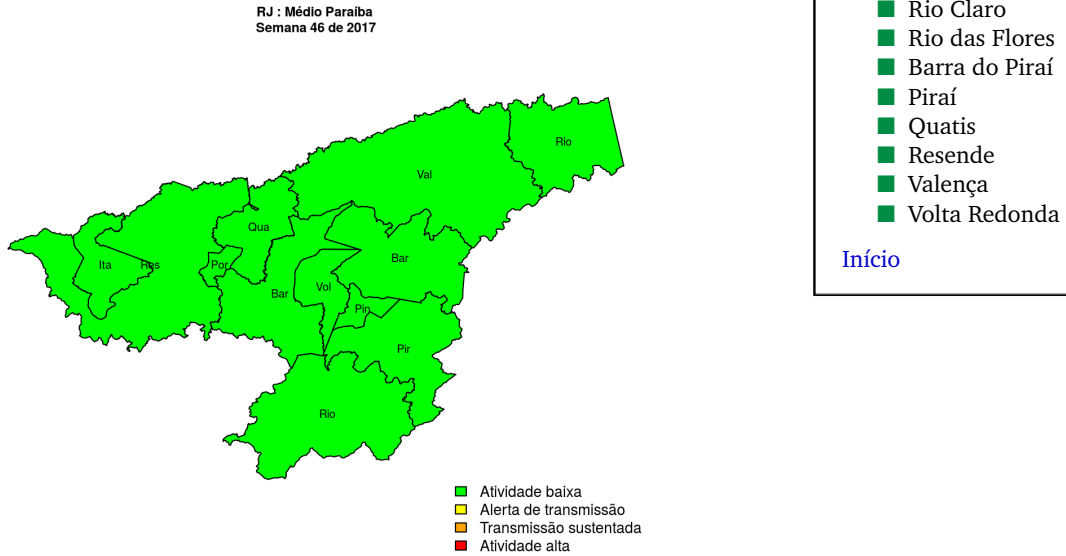 RJ : Médio Paraíba
Semana 46 de 2017
Rio
Val
Qua
Ita
Res
Por
Bar
Bar
Vol
Pin
Pir
Rio
Atividade baixa
Alerta de transmissão
Transmissão sustentada
Atividade alta
Rio Claro
Rio das Flores
Barra do Piraí
Piraí
Quatis
Resende
Valença
Volta Redonda
Início